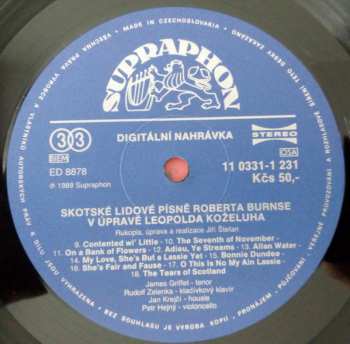 MADE IN CZECHOSLOVAKIA
SUPRAPHON
33
BIEM
ED 8878
℗ 1989 Supraphon
DIGITÁLNÍ NAHRÁVKA
STEREO
OSA
11 0331-1 231
Kčs 50,-
SKOTSKÉ LIDOVÉ PÍSNĚ ROBERTA BURNSE
V ÚPRAVĚ LEOPOLDA KOŽELUHA
Rukopis, úprava a realizace Jiří Štefan
9. Contented wi' Little - 10. The Seventh of November -
11. On a Bank of Flowers - 12. Adieu, Ye Streams - 13. Allan Water -
14. My Love, She's But a Lassie Yet - 15. Bonnie Dundee -
16. She's Fair and Fause - 17. O This Is No My Ain Lassie -
18. The Tears of Scotland
James Griffet - tenor
Rudolf Zelenka - kladívkový klavír
Jan Krejčí - housle
Petr Hejný - violoncello